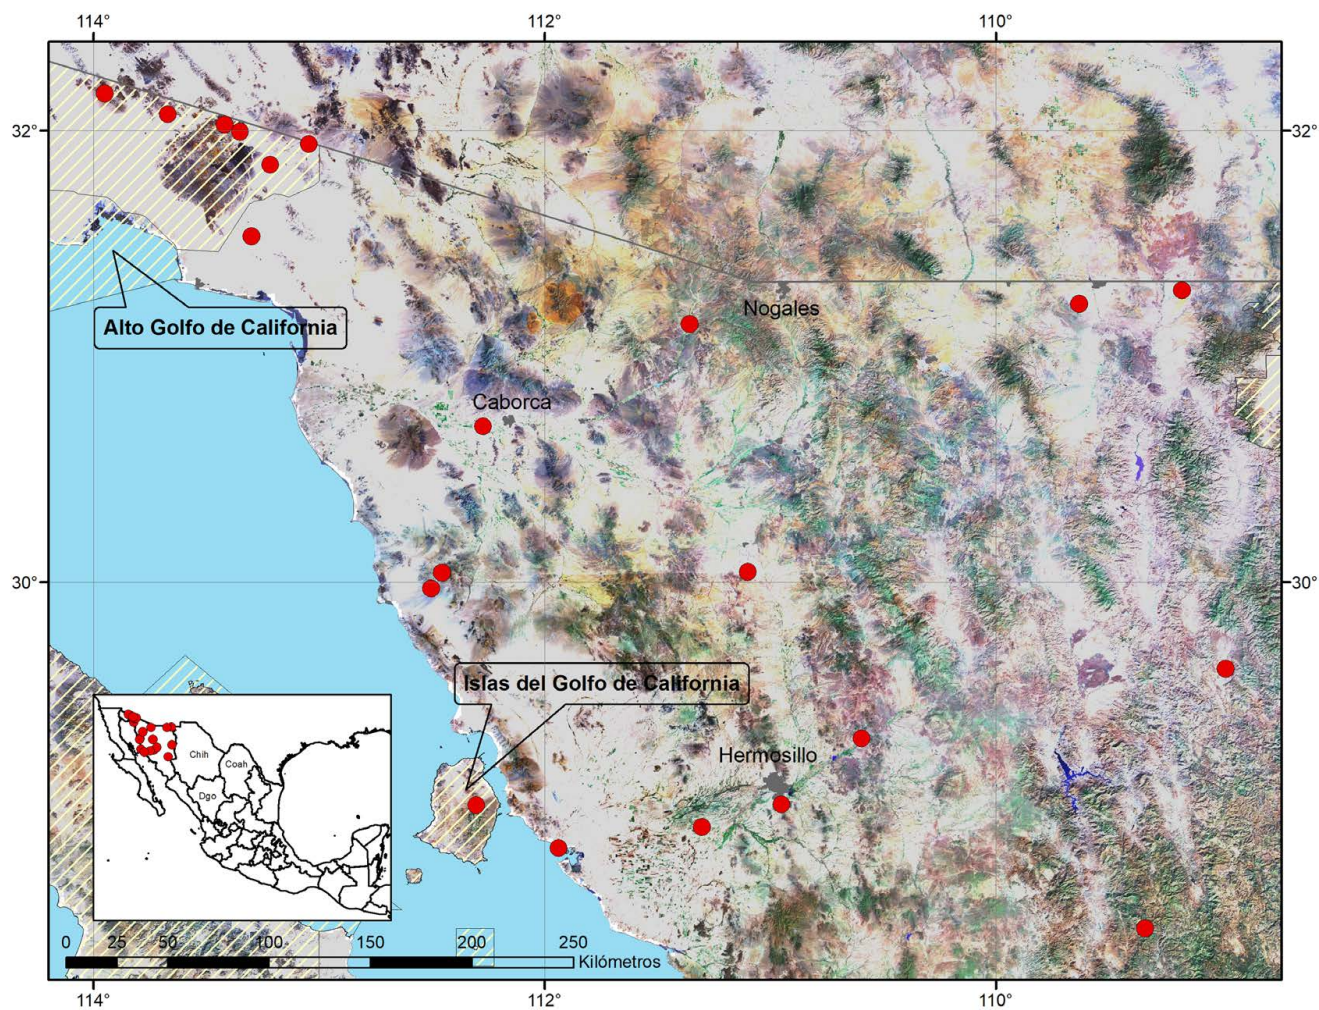 114° 112° 110°
32° 32°
Nogales
Alto Golfo de California
Caborca
30° 30°
Islas del Golfo de California
Hermosillo
Chih
Coah
Dgo
0 25 50 100 150 200 250
Kilómetros
114° 112° 110°